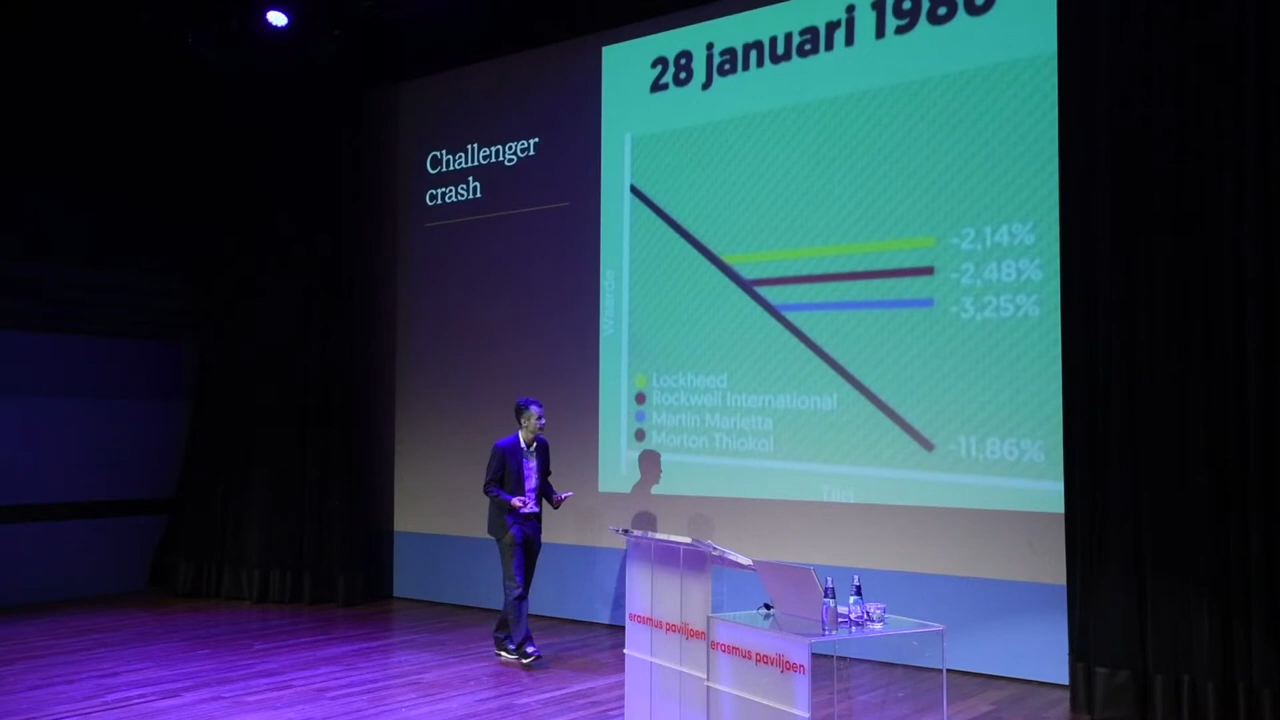 28 januari 1986
Challenger
crash
-2,14%
-2,48%
-3,25%
Waarde
Lockheed
Rockwell International
Martin Marietta
Morton Thiokol
-11,86%
Tijd
erasmus paviljoen
erasmus paviljoen